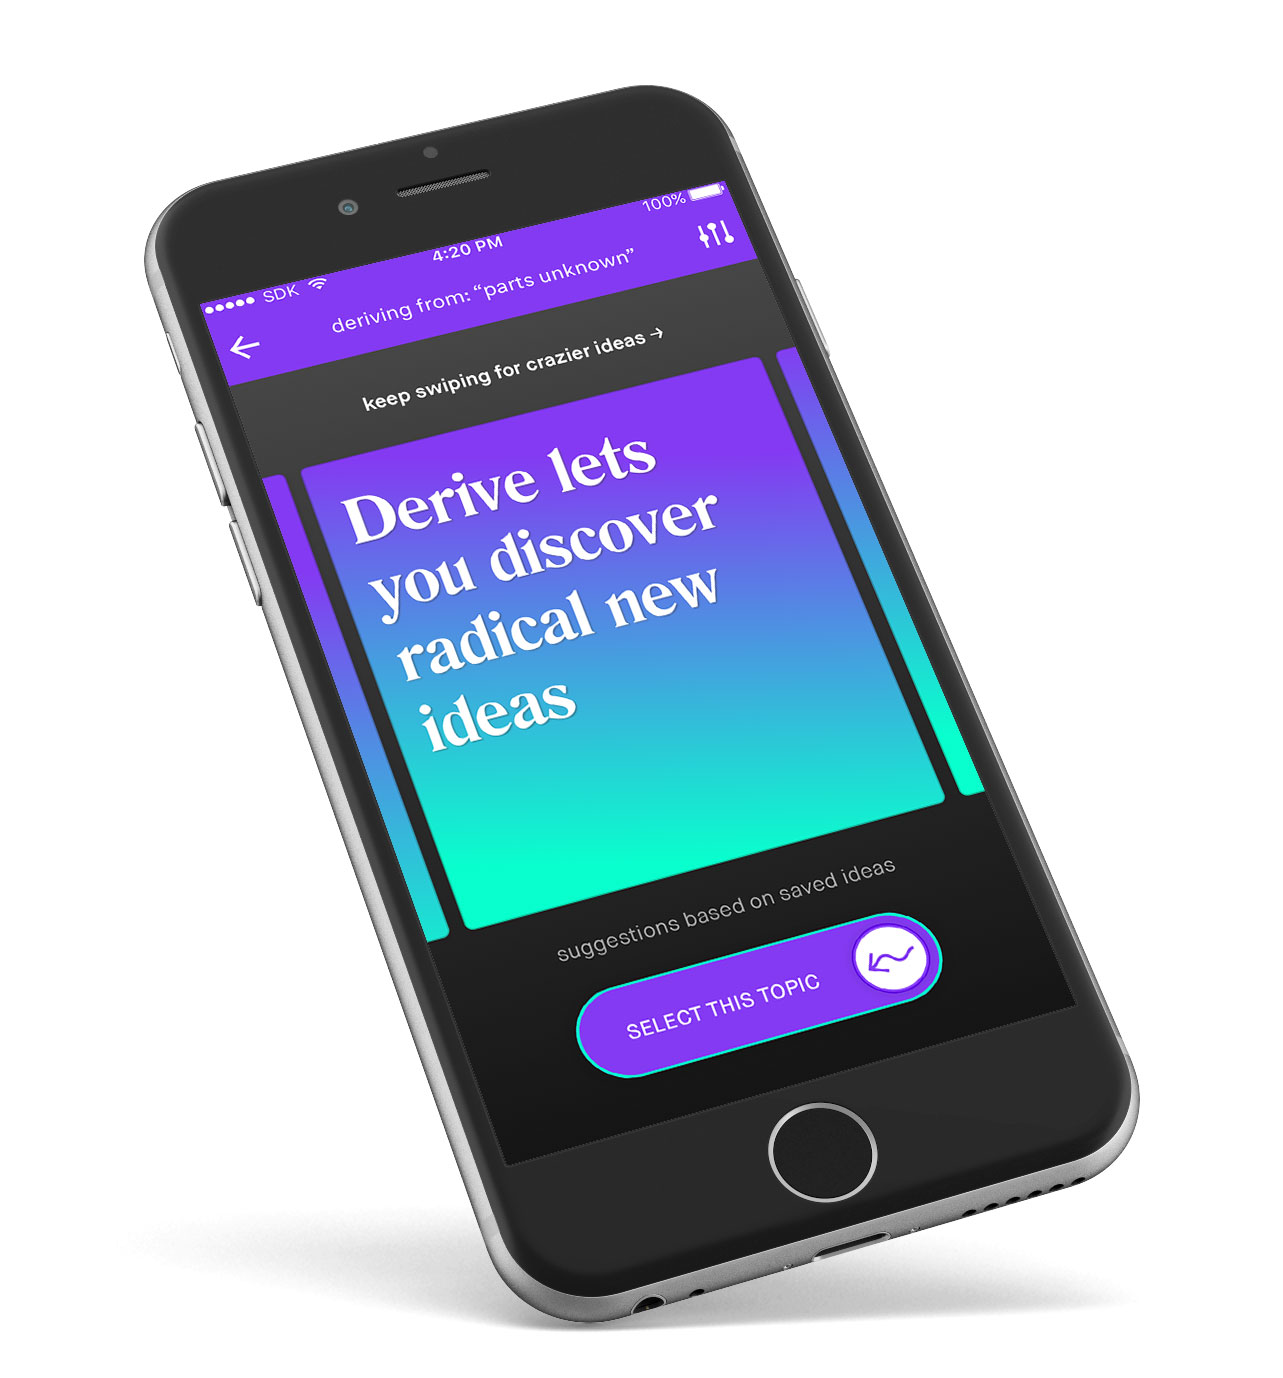 SDK 4:20 PM 100%
deriving from: “parts unknown”
keep swiping for crazier ideas →
Derive lets
you discover
radical new
ideas
suggestions based on saved ideas
SELECT THIS TOPIC